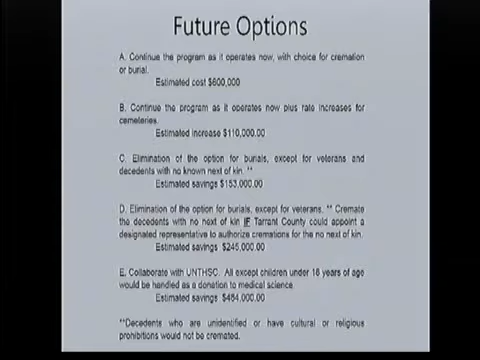 Future Options
A. Continue the program as it operates now, with choice for cremation
or burial.
Estimated cost $600,000
B. Continue the program as it operates now plus rate increases for
cemeteries.
Estimated increase $110,000.00
C. Elimination of the option for burials, except for veterans and
decedents with no known next of kin. **
Estimated savings $153,000.00
D. Elimination of the option for burials, except for veterans. ** Cremate
the decedents with no next of kin IF Tarrant County could appoint a
designated representative to authorize cremations for the no next of kin.
Estimated savings $245,000.00
E. Collaborate with UNTHSC. All except children under 18 years of age
would be handled as a donation to medical science.
Estimated savings $464,000.00
**Decedents who are unidentified or have cultural or religious
prohibitions would not be cremated.